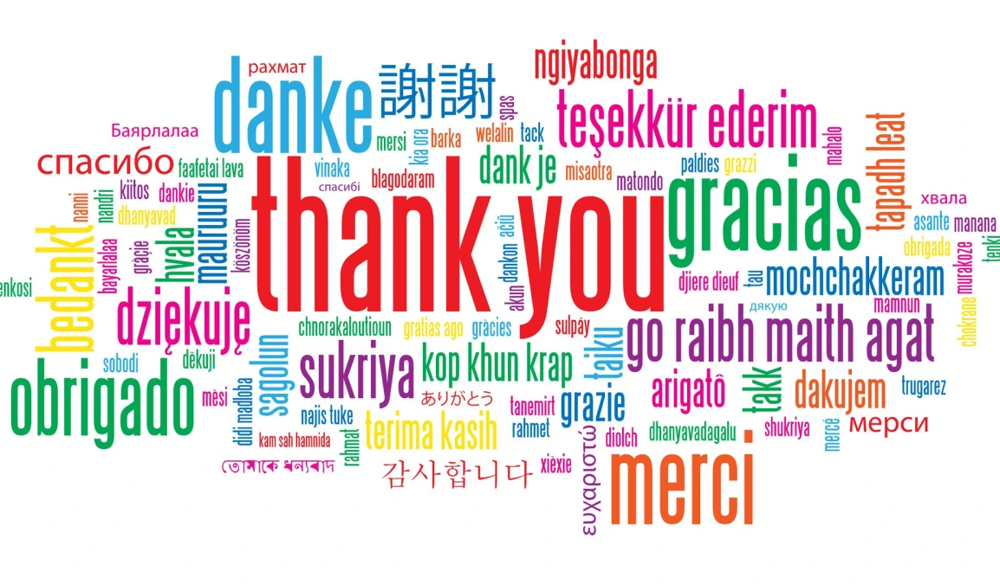 ngiyabonga
рахмат
danke
謝謝
spas
teşekkür ederim
Баярлалаа
mersi
kia ora
barka
welalin
tack
mahalo
tapadh leat
спасибо
faafetai lava
vinaka
dank je
misaotra
paldies
grazzi
спасибі
blagodaram
matondo
gracias
nanni
nandri
kiitos
dankie
mauruuru
хвала
dhanyavad
köszönöm
thank you
ačiū
asante
manana
bedankt
bayarlalaa
gràçie
hvala
dankon
obrigada
murakoze
tenki
enkosi
akun
djiere dieuf
tau
mochchakkeram
dziękuję
дякую
mamnun
chokrane
chnorakaloutioun
gratias ago
gràcies
sulpáy
taiku
go raibh maith agat
sobodi
děkuji
sagolun
sukriya
kop khun krap
obrigado
mèsi
didi madloba
ありがとう
tanemirt
grazie
arigatô
takk
dakujem
trugarez
najis tuke
terima kasih
rahmet
diolch
dhanyavadagalu
shukriya
merce
мерси
kam sah hamnida
rahmat
তোমাকে ধন্যবাদ
감사합니다
xièxie
ευχαριστώ
merci